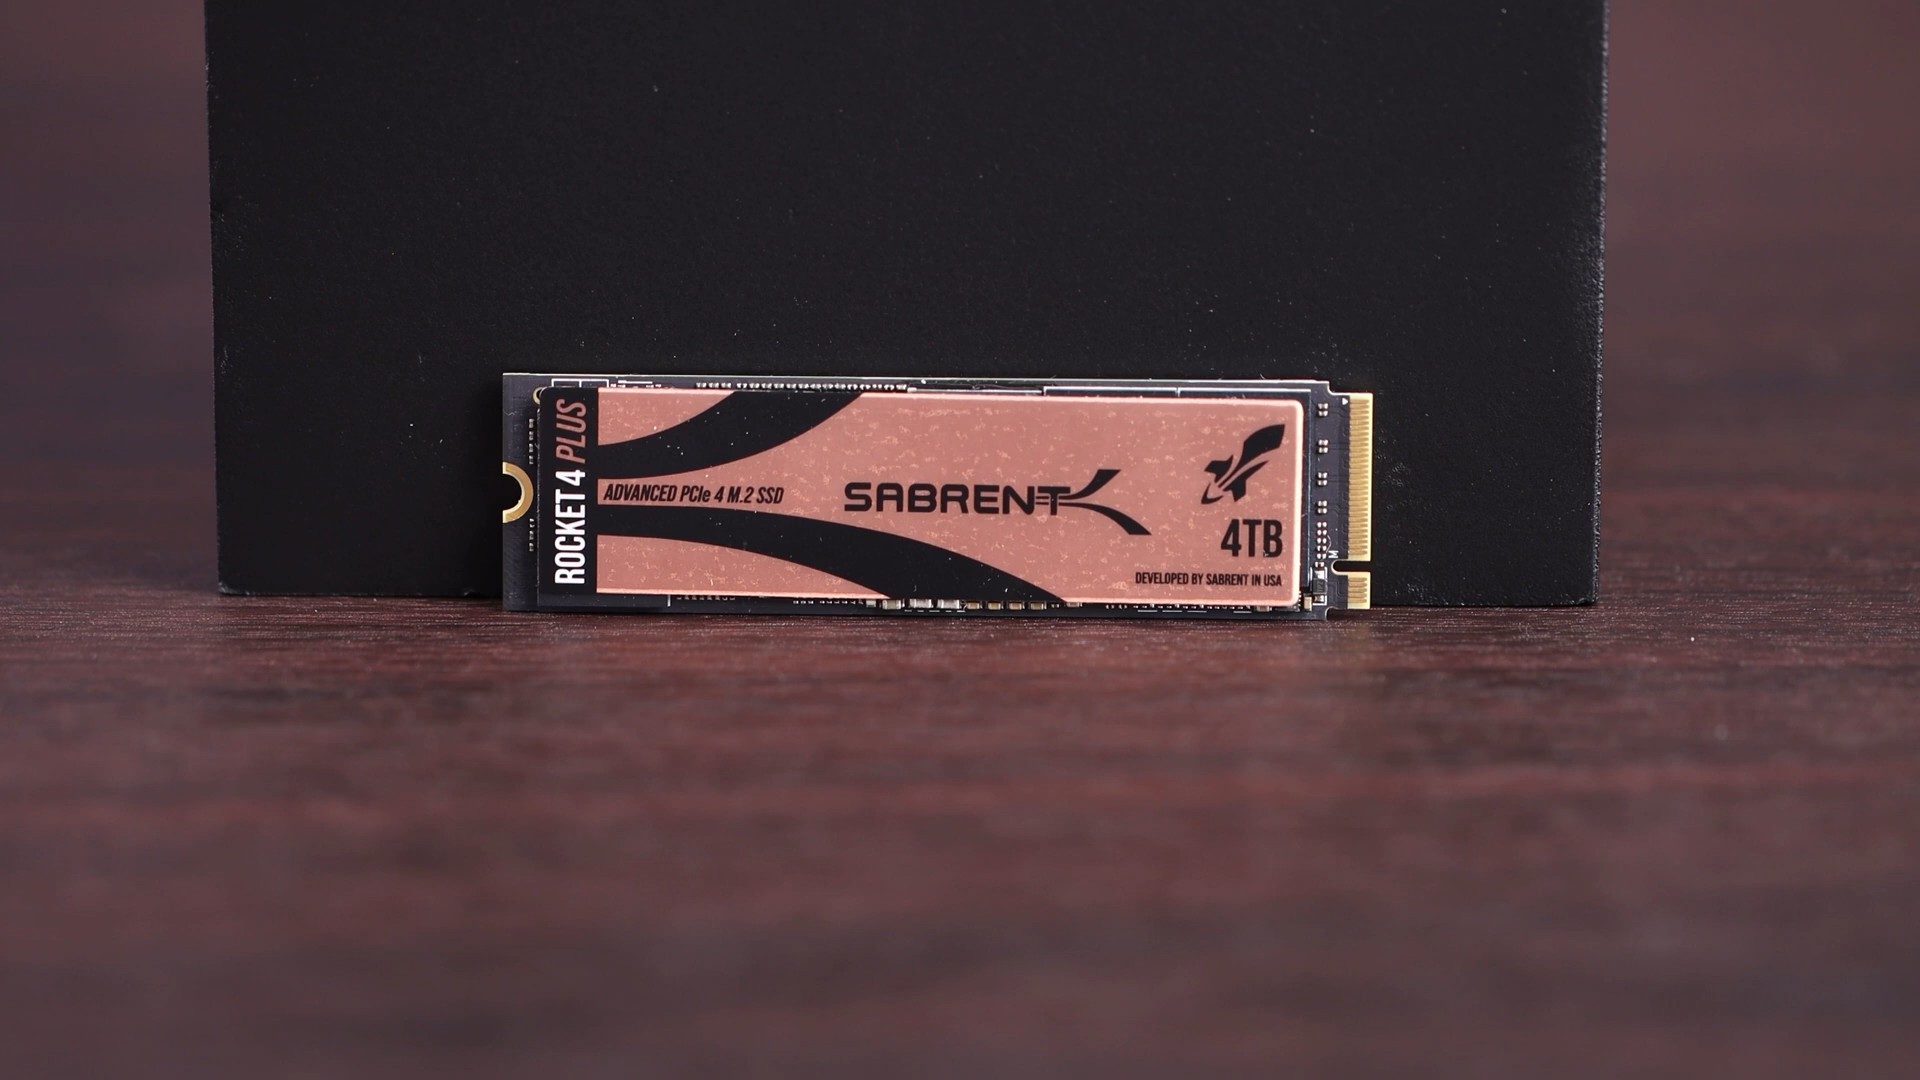 ROCKET 4 PLUS
ADVANCED PCIe 4 M.2 SSD
SABRENT
4TB
DEVELOPED BY SABRENT IN USA
M